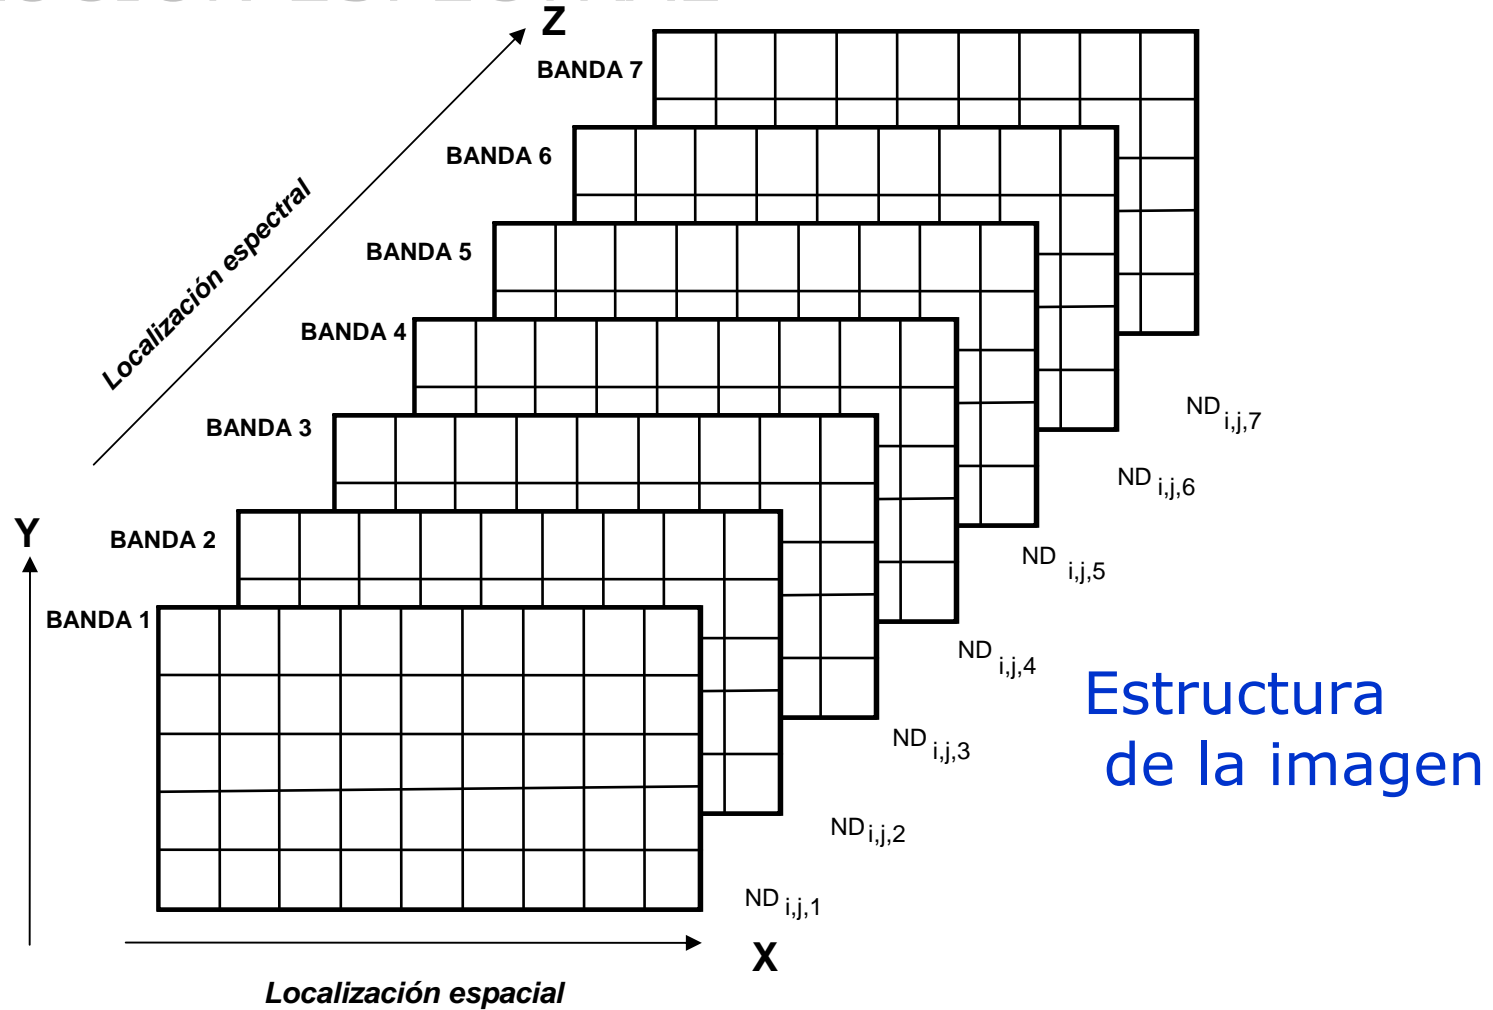 Z
BANDA 7
BANDA 6
Localización espectral
BANDA 5
BANDA 4
ND i,j,7
BANDA 3
ND i,j,6
Y
BANDA 2
ND i,j,5
BANDA 1
ND i,j,4
Estructura
de la imagen
ND i,j,3
ND i,j,2
ND i,j,1
X
Localización espacial